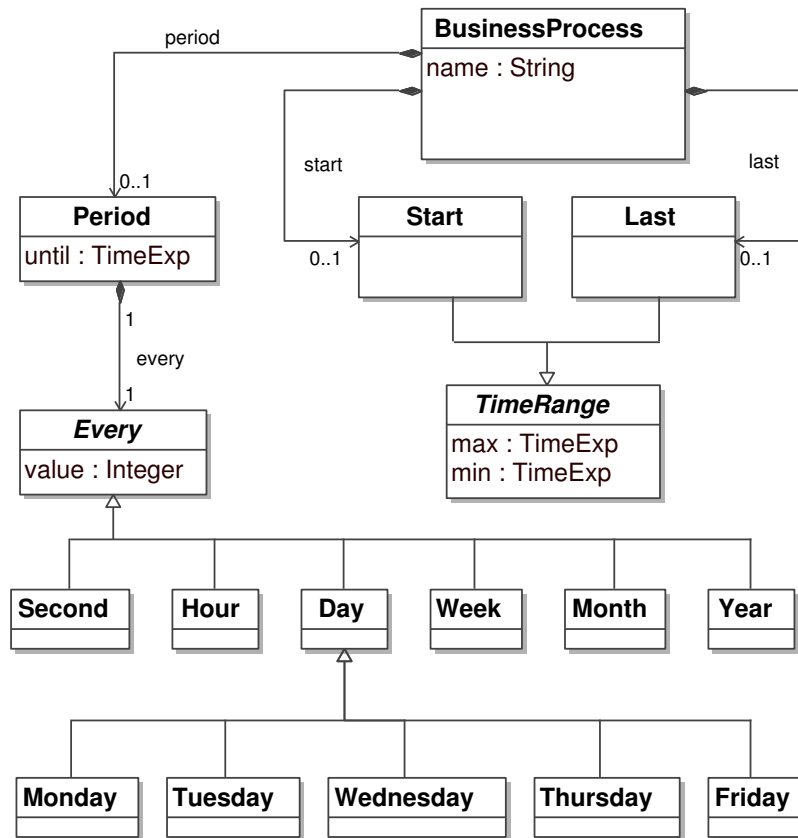 BusinessProcess
name : String
period
start
last
0..1
Period
until : TimeExp
Start
0..1
Last
0..1
1
every
1
Every
value : Integer
TimeRange
max : TimeExp
min : TimeExp
Second
Hour
Day
Week
Month
Year
Monday
Tuesday
Wednesday
Thursday
Friday